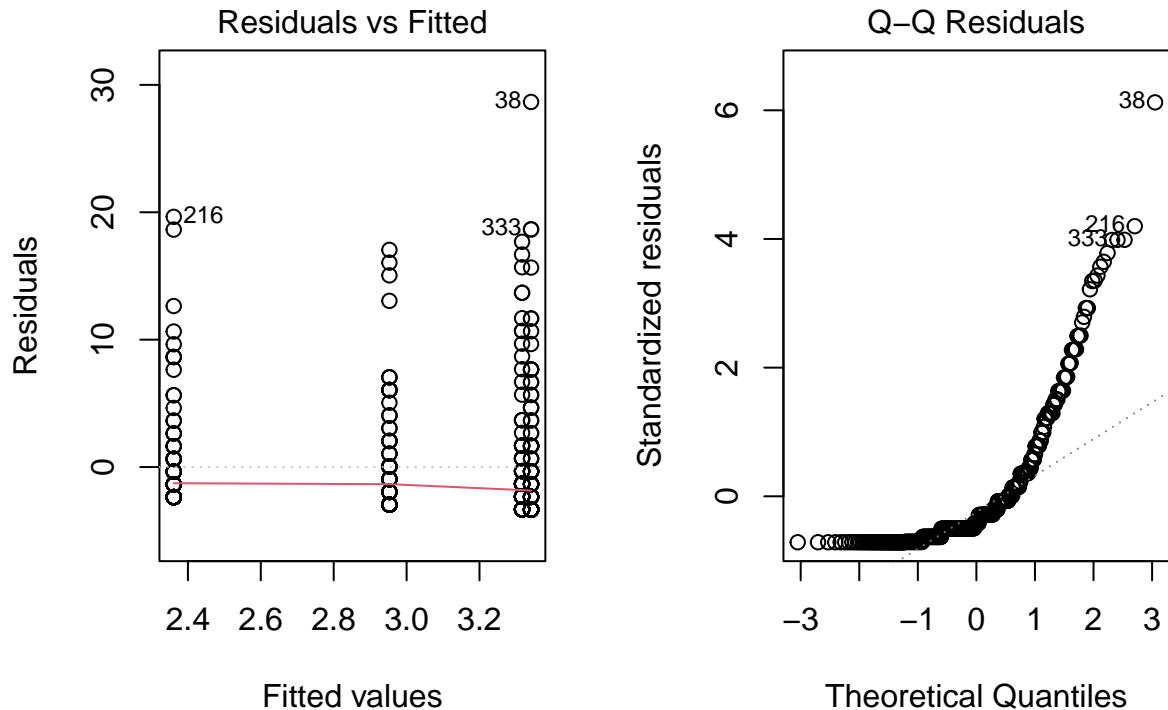 Residuals vs Fitted
Residuals
30
20
10
0
38
216
333
2.4 2.6 2.8 3.0 3.2
Fitted values
Q−Q Residuals
Standardized residuals
6
4
2
0
38
216
333
−3 −1 0 1 2 3
Theoretical Quantiles